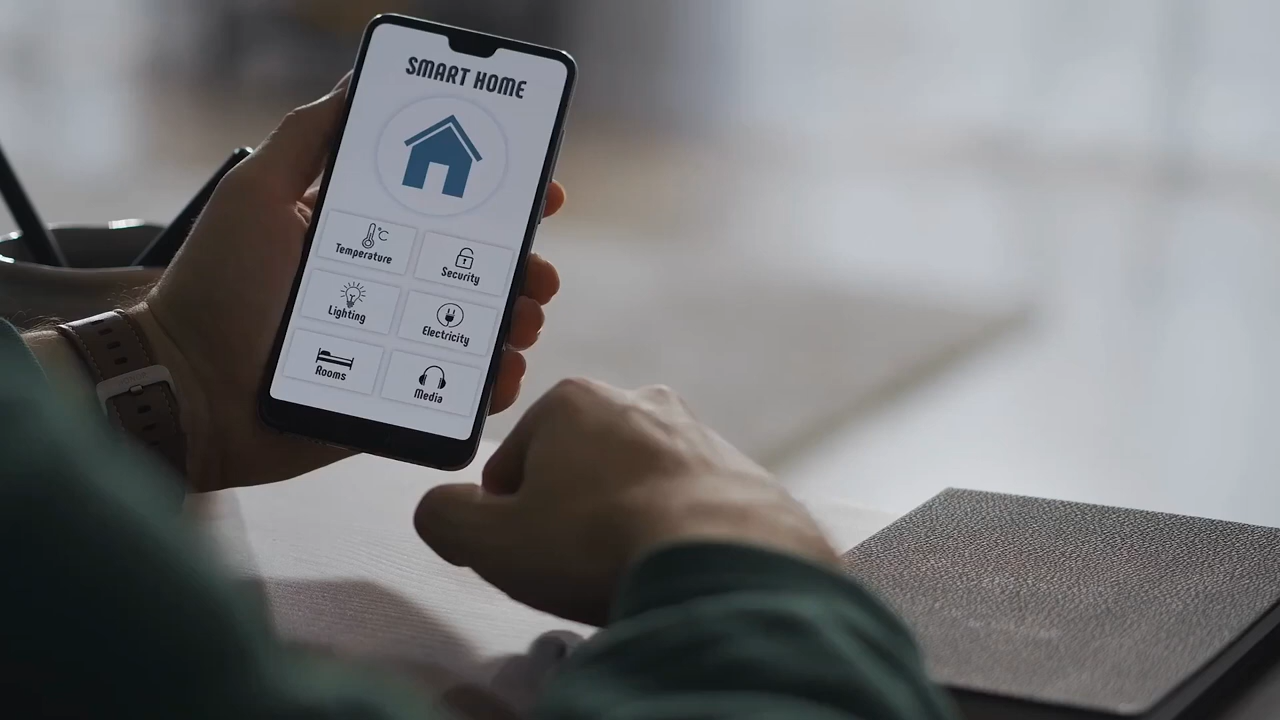 SMART HOME
°C
Temperature
Security
Lighting
Electricity
Rooms
Media